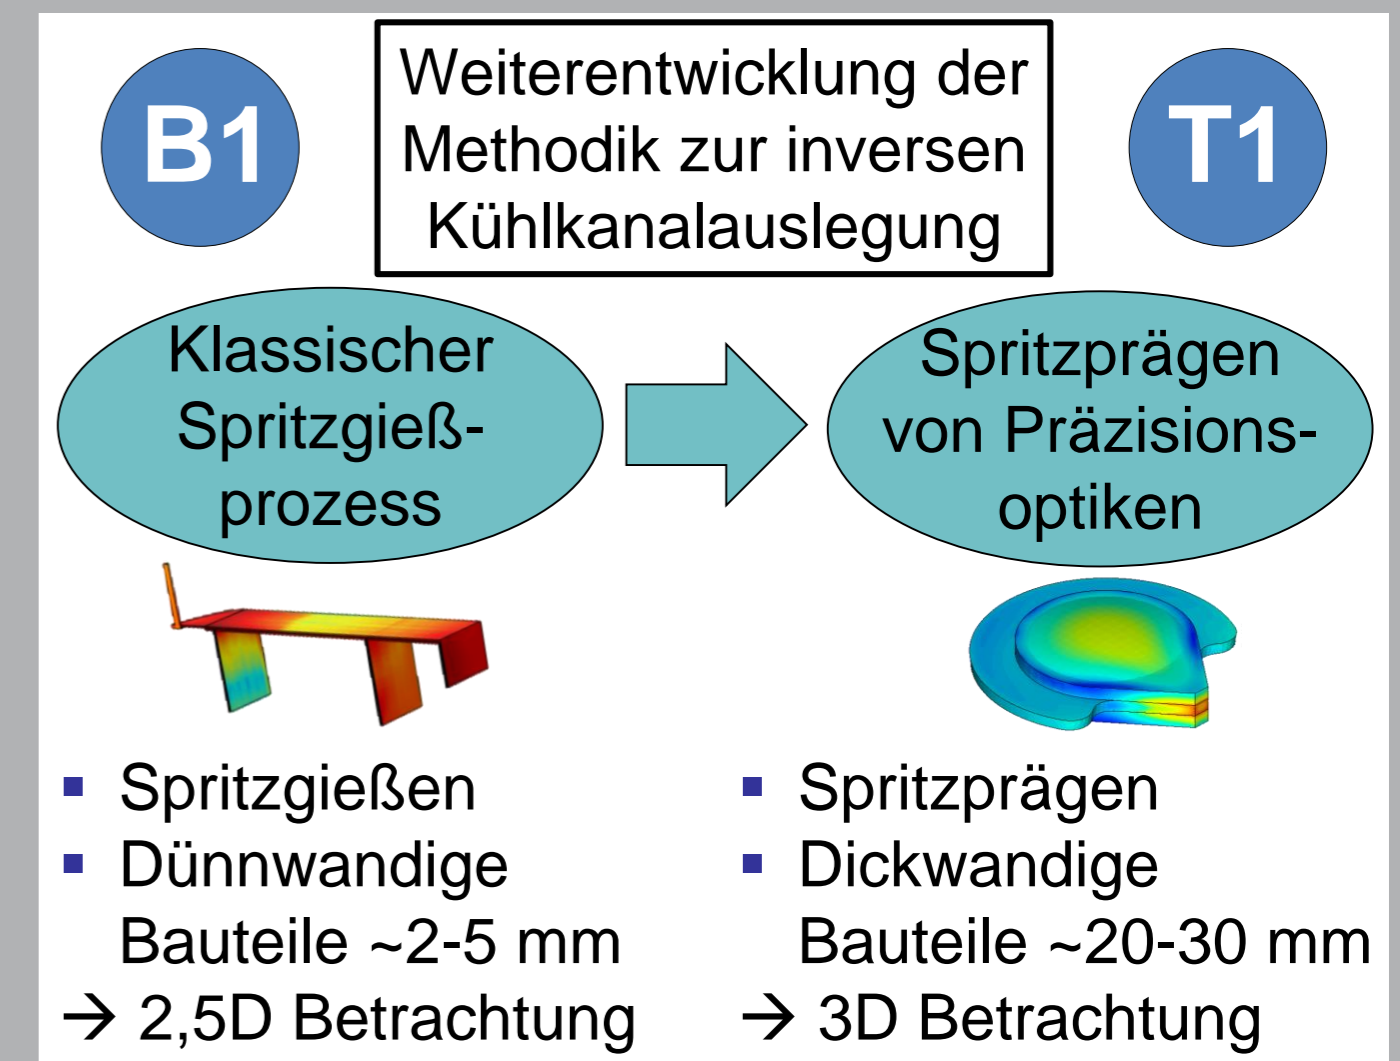 B1
Weiterentwicklung der
Methodik zur inversen
Kühlkanalauslegung
T1
Klassischer
Spritzgieß-
prozess
Spritzprägen
von Präzisions-
optiken
▪ Spritzgießen
▪ Dünnwandige
Bauteile ~2-5 mm
→ 2,5D Betrachtung
▪ Spritzprägen
▪ Dickwandige
Bauteile ~20-30 mm
→ 3D Betrachtung